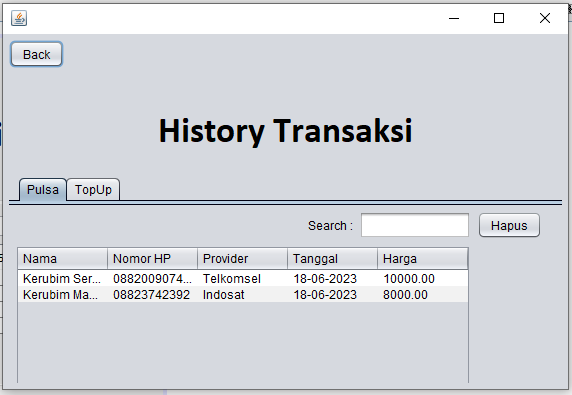 Back
History Transaksi
Pulsa TopUp
Search : Hapus
Nama Nomor HP Provider Tanggal Harga
Kerubim Ser... 0882009074... Telkomsel 18-06-2023 10000.00
Kerubim Ma... 08823742392 Indosat 18-06-2023 8000.00